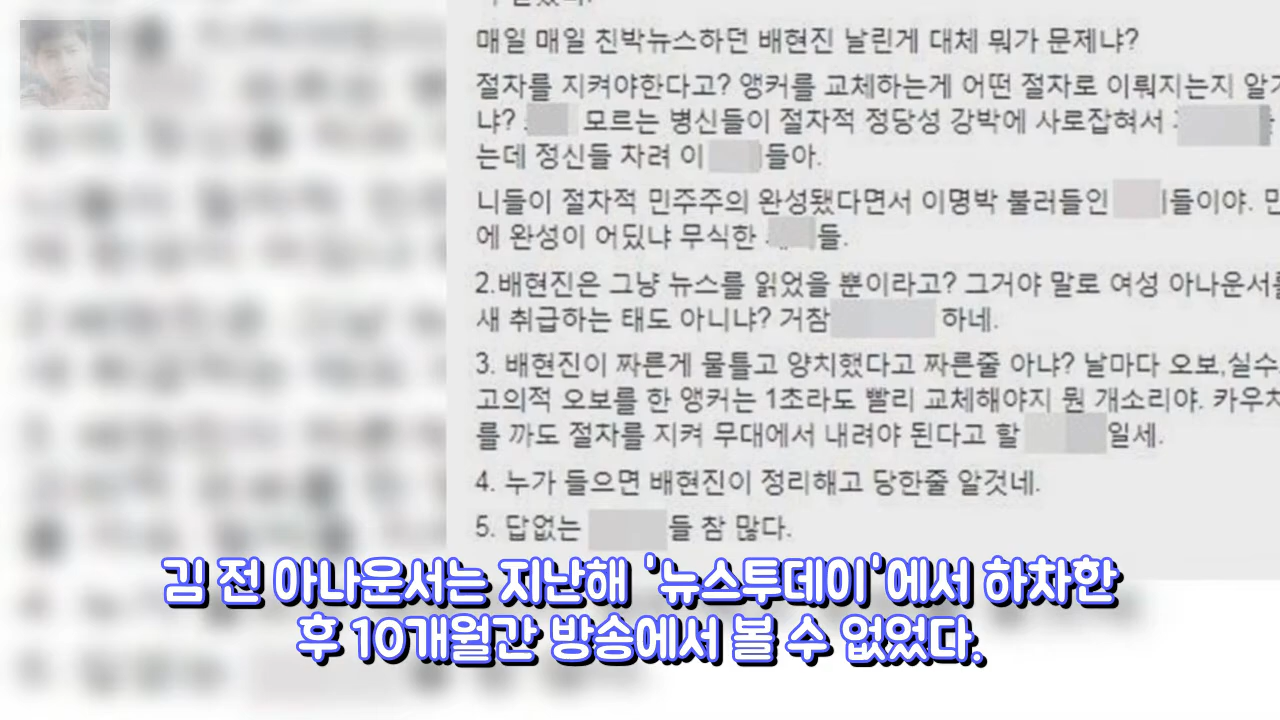 매일 매일 친박뉴스하던 배현진 날린게 대체 뭐가 문제냐?
절차를 지켜야한다고? 앵커를 교체하는게 어떤 절차로 이뤄지는지 알기
냐? 모르는 병신들이 절차적 정당성 강박에 사로잡혀서
는데 정신들 차려 이 들아.
니들이 절차적 민주주의 완성됐다면서 이명박 불러들인 들이야.
에 완성이 어딨냐 무식한 들.
2.배현진은 그냥 뉴스를 읽었을 뿐이라고? 그거야 말로 여성 아나운서를
새 취급하는 태도 아니냐? 거참 하네.
3. 배현진이 짜른게 물틀고 양치했다고 짜른줄 아냐? 날마다 오보,실수,
고의적 오보를 한 앵커는 1초라도 빨리 교체해야지 뭔 개소리야. 카우치
를 까도 절차를 지켜 무대에서 내려야 된다고 할 일세.
4. 누가 들으면 배현진이 정리해고 당한줄 알것네.
5. 답없는 들 참 많다.
김 전 아나운서는 지난해 '뉴스투데이'에서 하차한
후 10개월간 방송에서 볼 수 없었다.